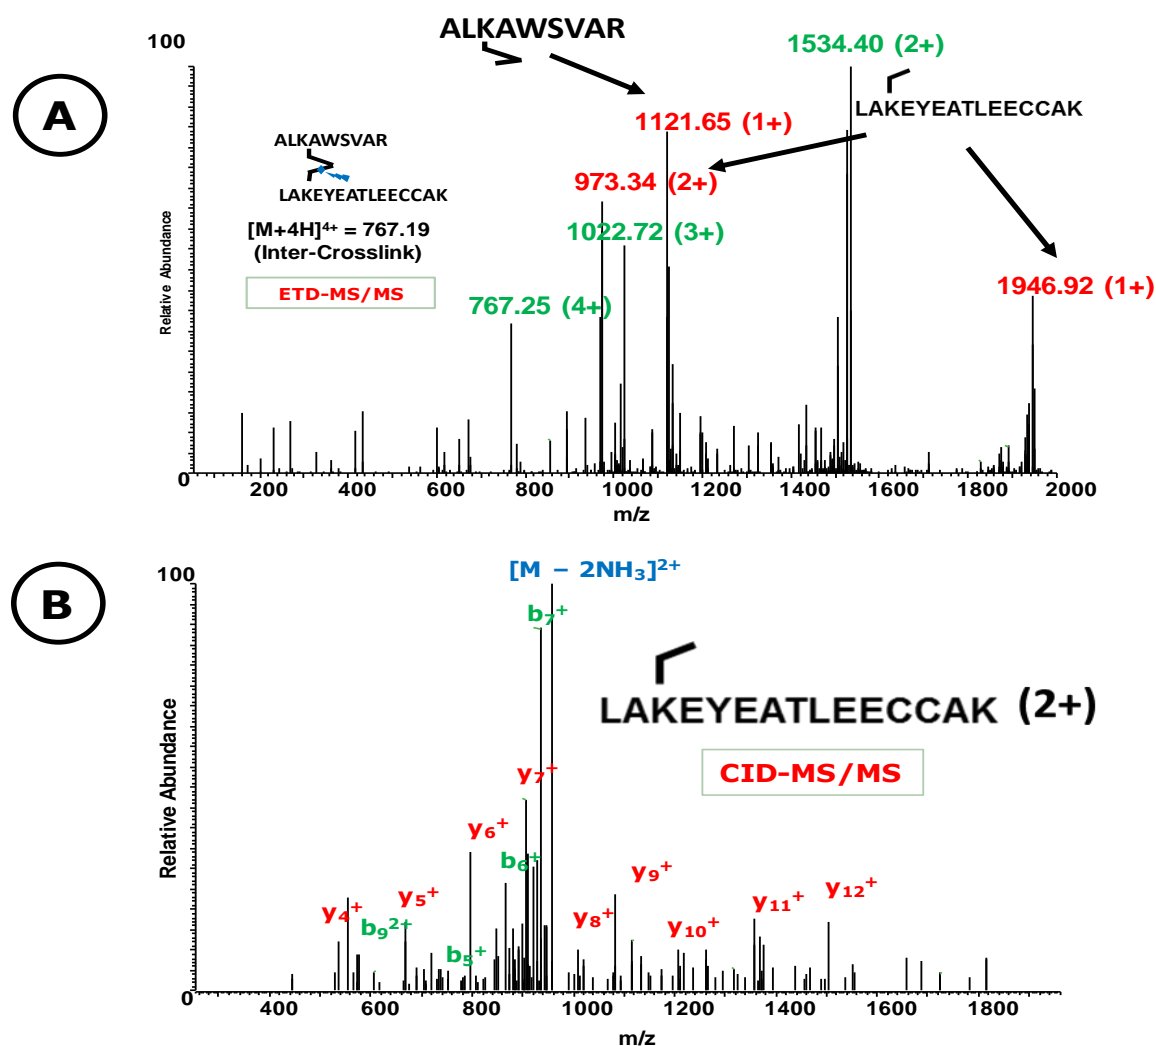 A
100
ALKAWSVAR
1534.40 (2+)
LAKEYEATLEECCAK
1121.65 (1+)
ALKAWSVAR
LAKEYEATLEECCAK
973.34 (2+)
[M+4H]⁴⁺ = 767.19
(Inter-Crosslink)
1022.72 (3+)
ETD-MS/MS
767.25 (4+)
1946.92 (1+)
Relative Abundance
0
200 400 600 800 1000 1200 1400 1600 1800 2000
m/z
B
100
[M – 2NH₃]²⁺
b₇⁺
LAKEYEATLEECCAK (2+)
CID-MS/MS
y₇⁺
y₆⁺
b₆⁺
y₄⁺
y₅⁺
b₉²⁺
b₅⁺
y₈⁺
y₉⁺
y₁₀⁺
y₁₁⁺
y₁₂⁺
Relative Abundance
0
400 600 800 1000 1200 1400 1600 1800
m/z